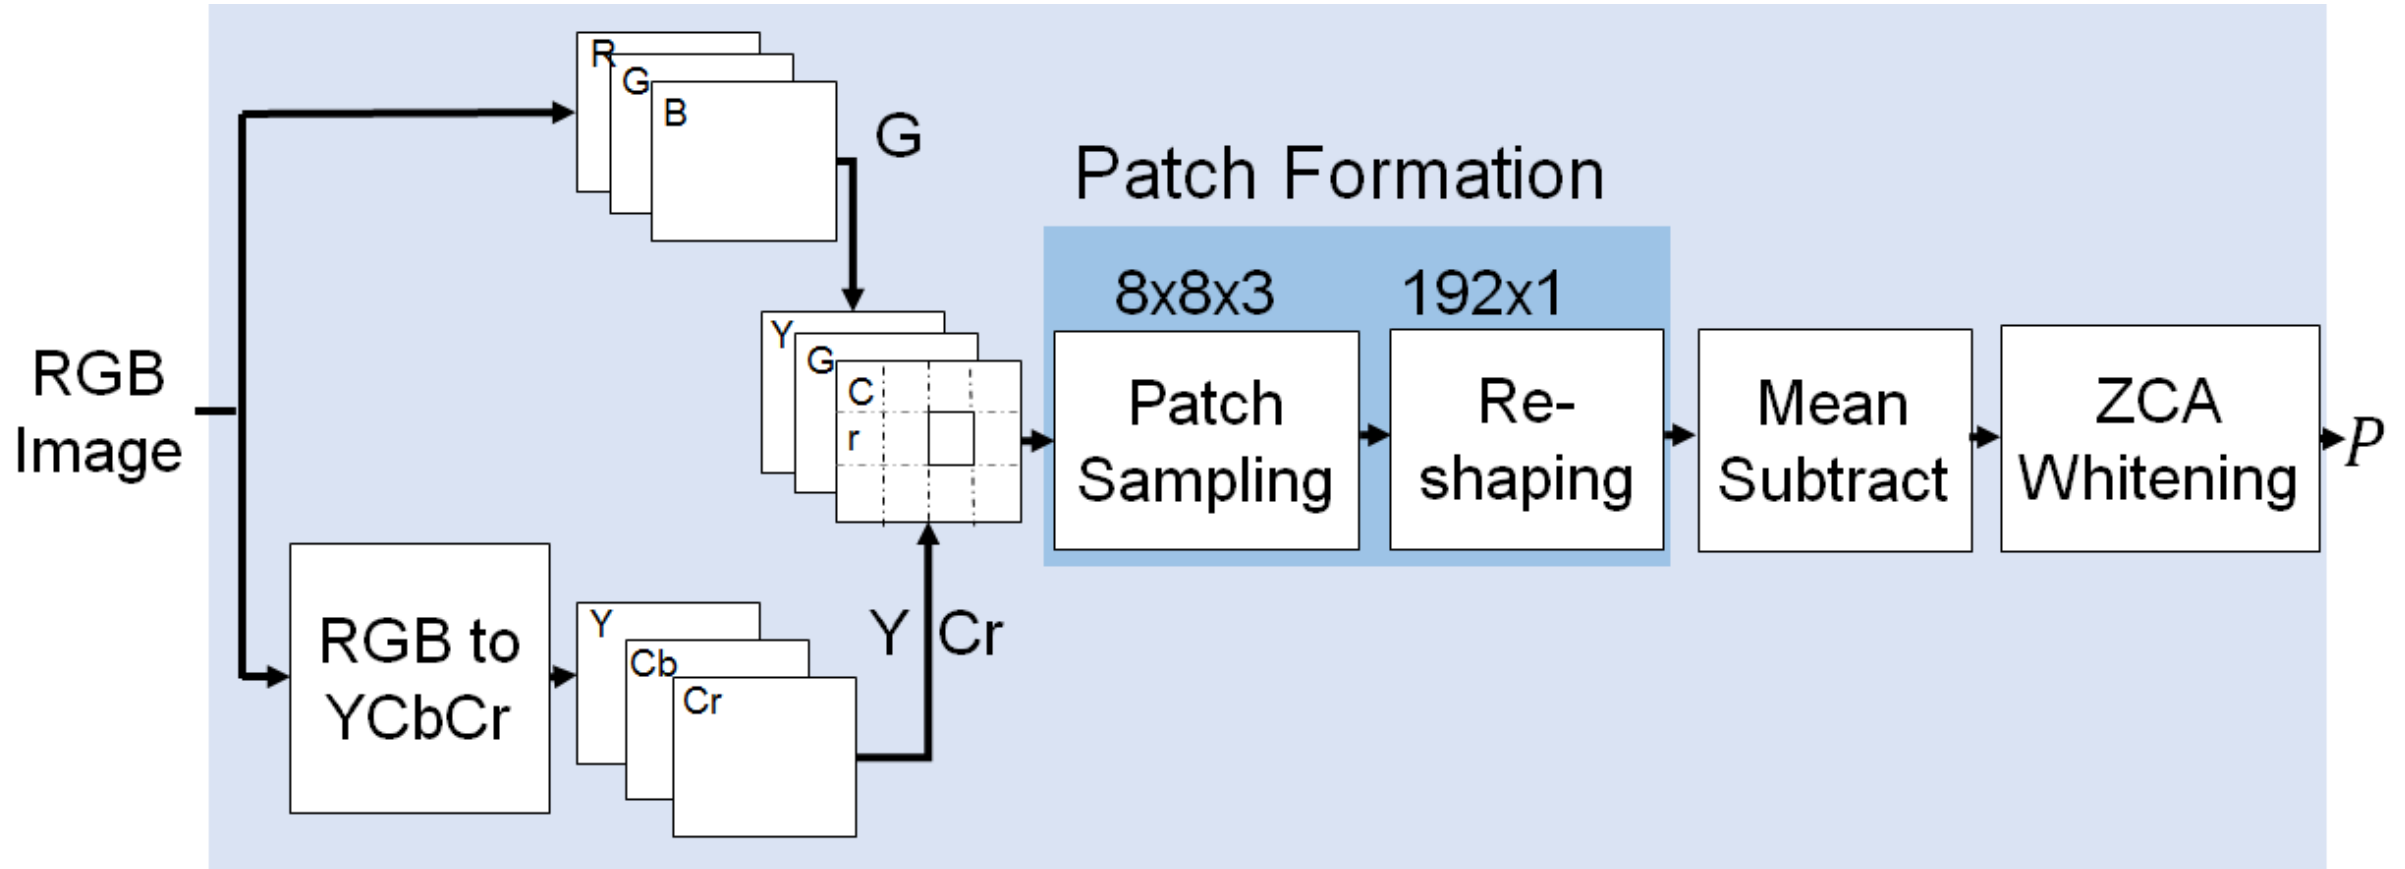 RGB
Image
R
G
B
G
RGB to
YCbCr
Y
Cb
Cr
Y Cr
Y
G
C
r
Patch Formation
8x8x3
192x1
Patch
Sampling
Re-
shaping
Mean
Subtract
ZCA
Whitening
P